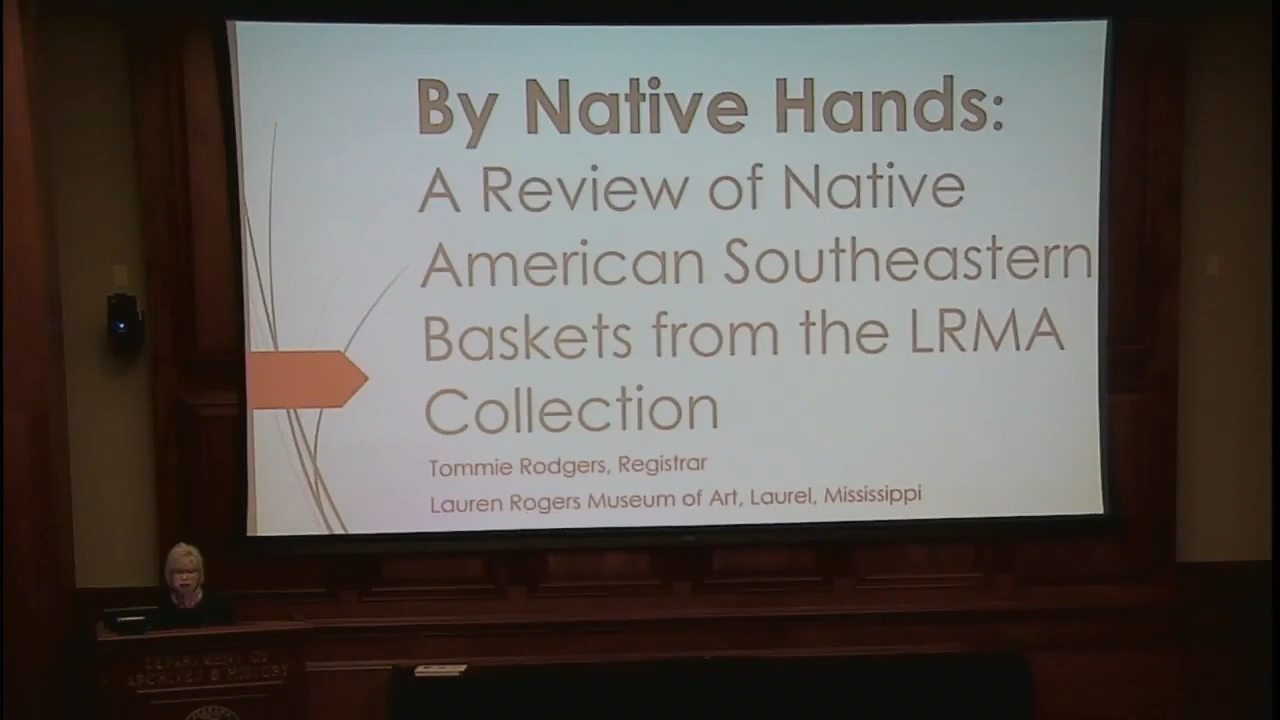 By Native Hands:
A Review of Native
American Southeastern
Baskets from the LRMA
Collection
Tommie Rodgers, Registrar
Lauren Rogers Museum of Art, Laurel, Mississippi
DEPARTMENT OF
ARCHIVES & HISTORY